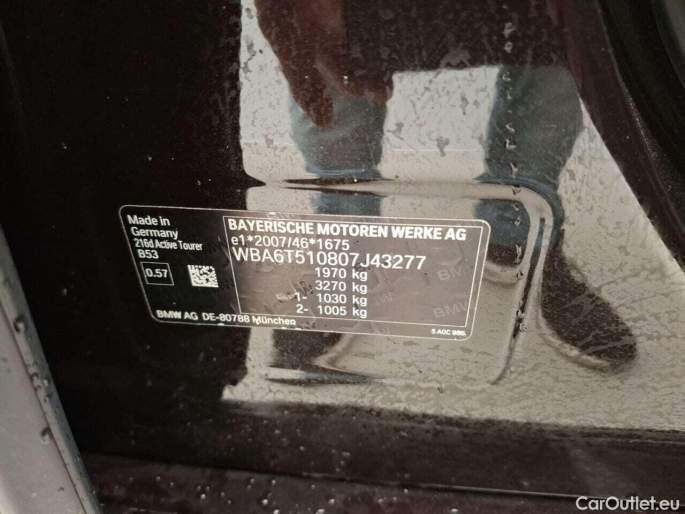 Made in
Germany
216d Active Tourer
B53
0.57
BAYERISCHE MOTOREN WERKE AG
e1*2007/46*1675
WBA6T510807J43277
1970 kg
3270 kg
1- 1030 kg
2- 1005 kg
BMW AG DE-80788 München
CarOutlet.eu